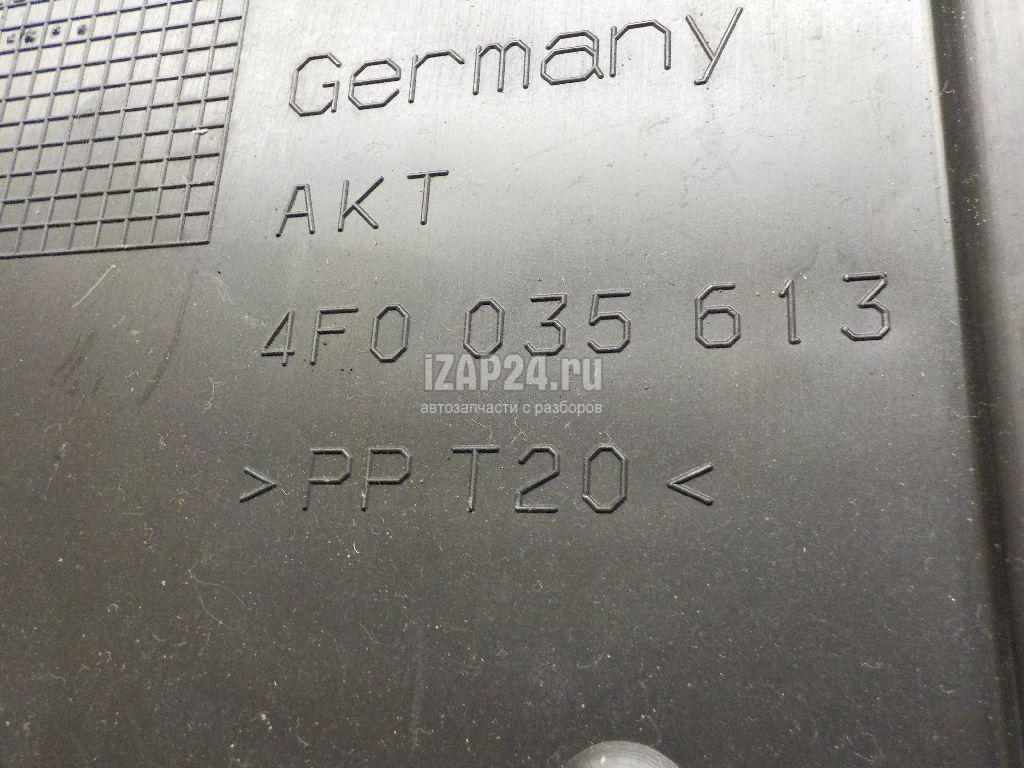 Germany
AKT
4F0 035 613
iZAP24.ru
автозапчасти с разборов
>PP T20<